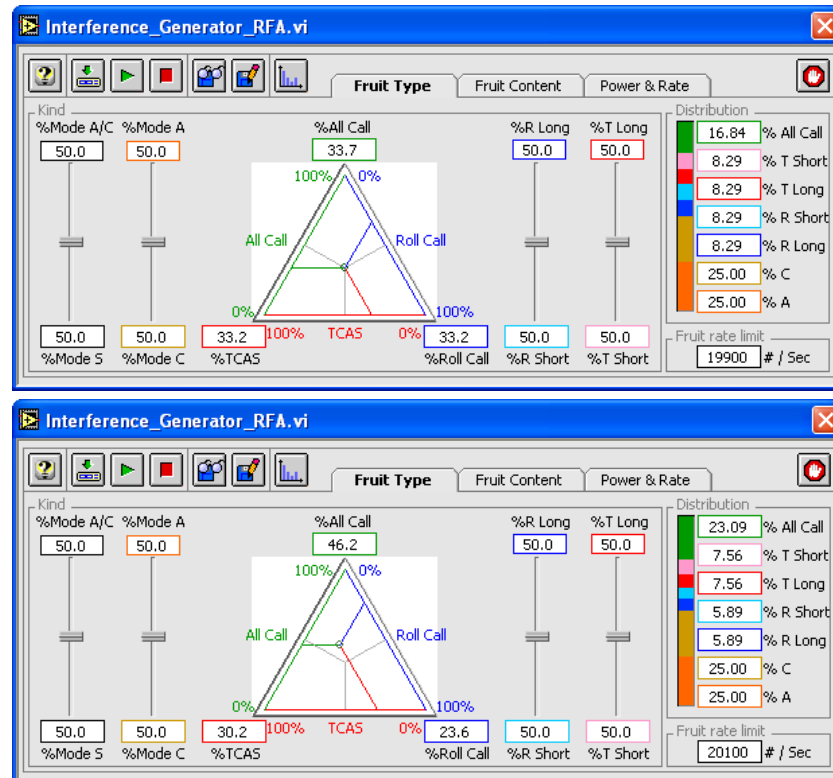 Interference_Generator_RFA.vi
Fruit Type Fruit Content Power & Rate
Kind Distribution
%Mode A/C %Mode A %All Call %R Long %T Long
50.0 50.0 33.7 50.0 50.0
16.84 % All Call
8.29 % T Short
8.29 % T Long
8.29 % R Short
8.29 % R Long
25.00 % C
25.00 % A
100% 0%
All Call Roll Call
0% 100%
100% TCAS 0%
50.0 50.0 33.2 33.2 50.0 50.0
%Mode S %Mode C %TCAS %Roll Call %R Short %T Short
Fruit rate limit
19900 # / Sec
Interference_Generator_RFA.vi
Fruit Type Fruit Content Power & Rate
Kind Distribution
%Mode A/C %Mode A %All Call %R Long %T Long
50.0 50.0 46.2 50.0 50.0
23.09 % All Call
7.56 % T Short
7.56 % T Long
5.89 % R Short
5.89 % R Long
25.00 % C
25.00 % A
100% 0%
All Call Roll Call
0% 100%
100% TCAS 0%
50.0 50.0 30.2 23.6 50.0 50.0
%Mode S %Mode C %TCAS %Roll Call %R Short %T Short
Fruit rate limit
20100 # / Sec